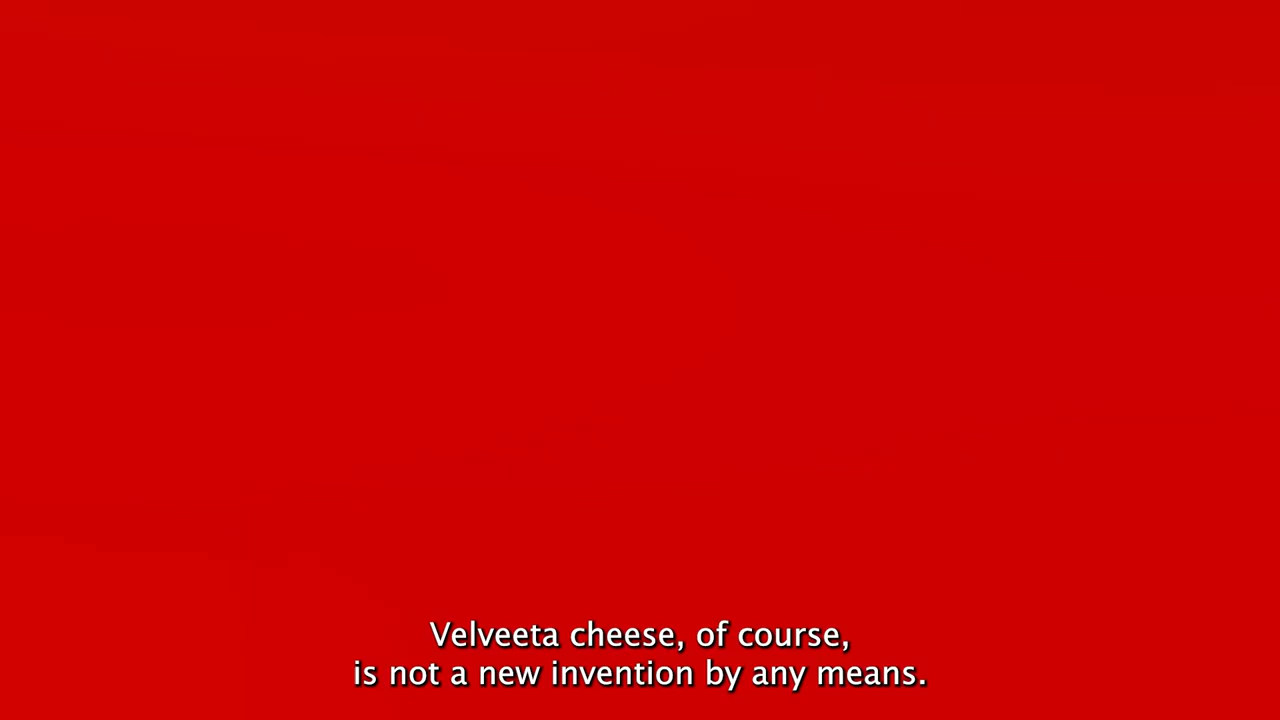 Velveeta cheese, of course,
is not a new invention by any means.